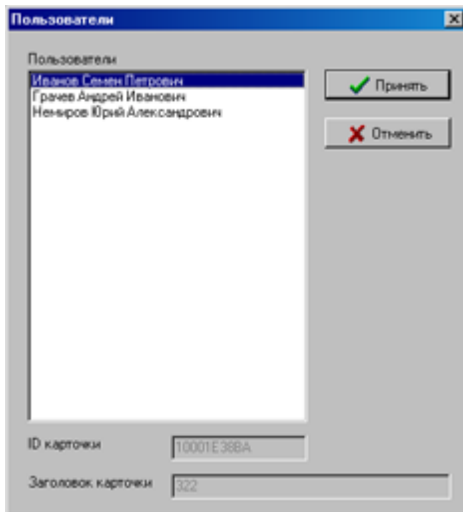 Пользователи
Пользователи
Иванов Семен Петрович
Грачев Андрей Иванович
Немиров Юрий Александрович
Принять
Отменить
ID карточки
10001E38BA
Заголовок карточки
322